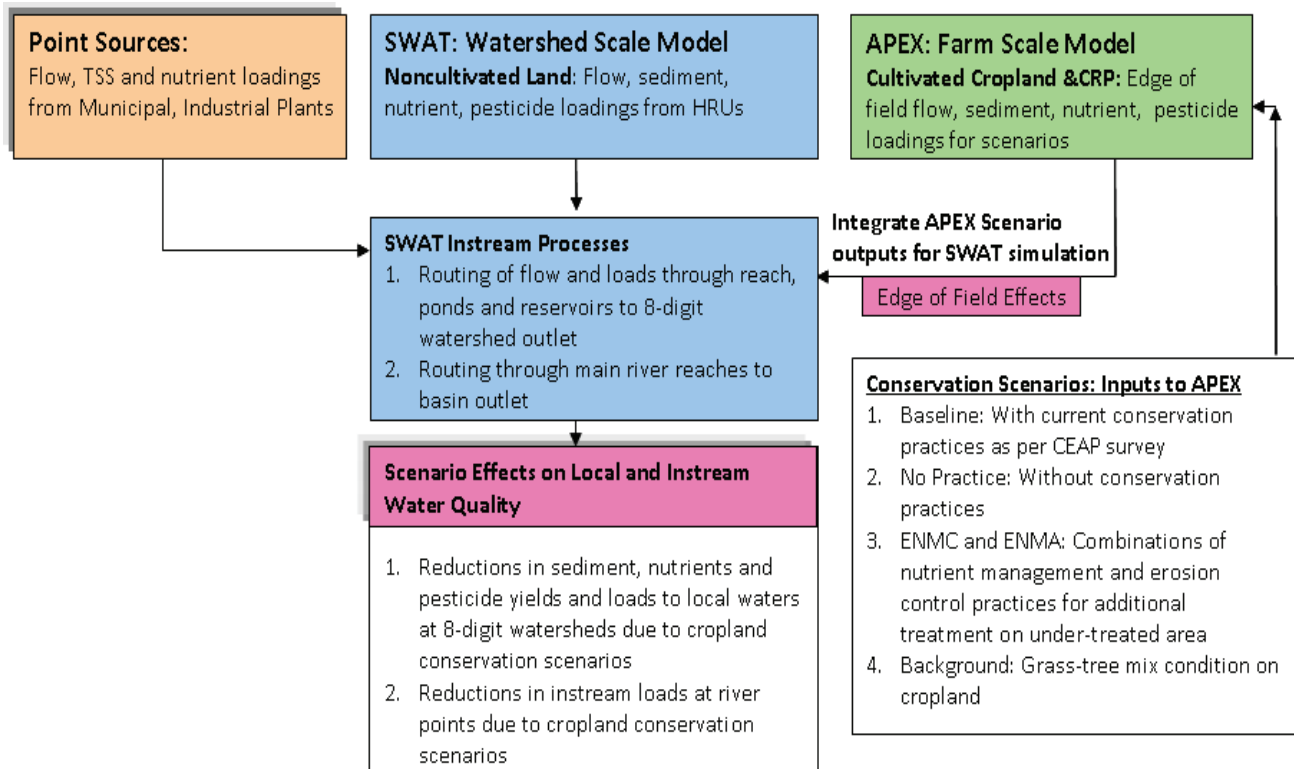 Point Sources:
Flow, TSS and nutrient loadings
from Municipal, Industrial Plants
SWAT: Watershed Scale Model
Noncultivated Land: Flow, sediment,
nutrient, pesticide loadings from HRUs
APEX: Farm Scale Model
Cultivated Cropland &CRP: Edge of
field flow, sediment, nutrient, pesticide
loadings for scenarios
SWAT Instream Processes
1. Routing of flow and loads through reach,
ponds and reservoirs to 8-digit
watershed outlet
2. Routing through main river reaches to
basin outlet
Integrate APEX Scenario
outputs for SWAT simulation
Edge of Field Effects
Conservation Scenarios: Inputs to APEX
1. Baseline: With current conservation
practices as per CEAP survey
2. No Practice: Without conservation
practices
3. ENMC and ENMA: Combinations of
nutrient management and erosion
control practices for additional
treatment on under-treated area
4. Background: Grass-tree mix condition on
cropland
Scenario Effects on Local and Instream
Water Quality
1. Reductions in sediment, nutrients and
pesticide yields and loads to local waters
at 8-digit watersheds due to cropland
conservation scenarios
2. Reductions in instream loads at river
points due to cropland conservation
scenarios